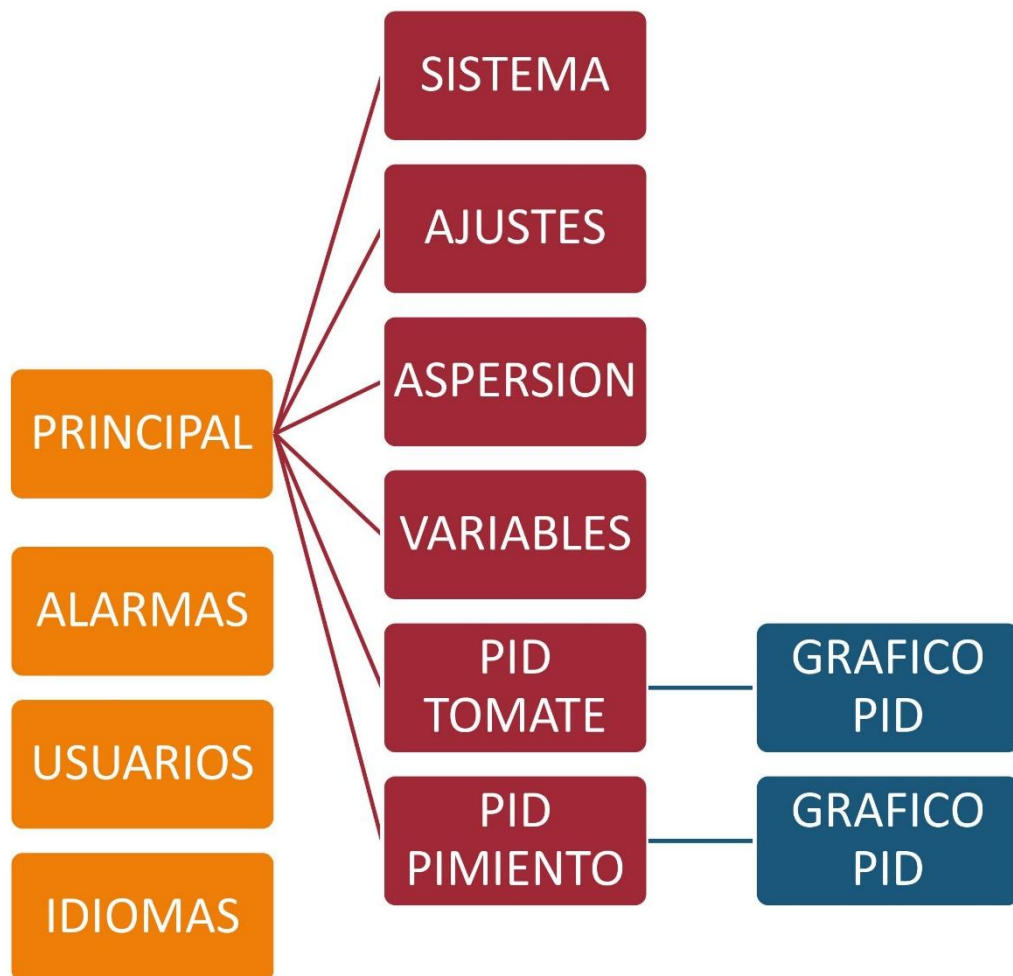 PRINCIPAL
ALARMAS
USUARIOS
IDIOMAS
SISTEMA
AJUSTES
ASPERSION
VARIABLES
PID
TOMATE
PID
PIMIENTO
GRAFICO
PID
GRAFICO
PID